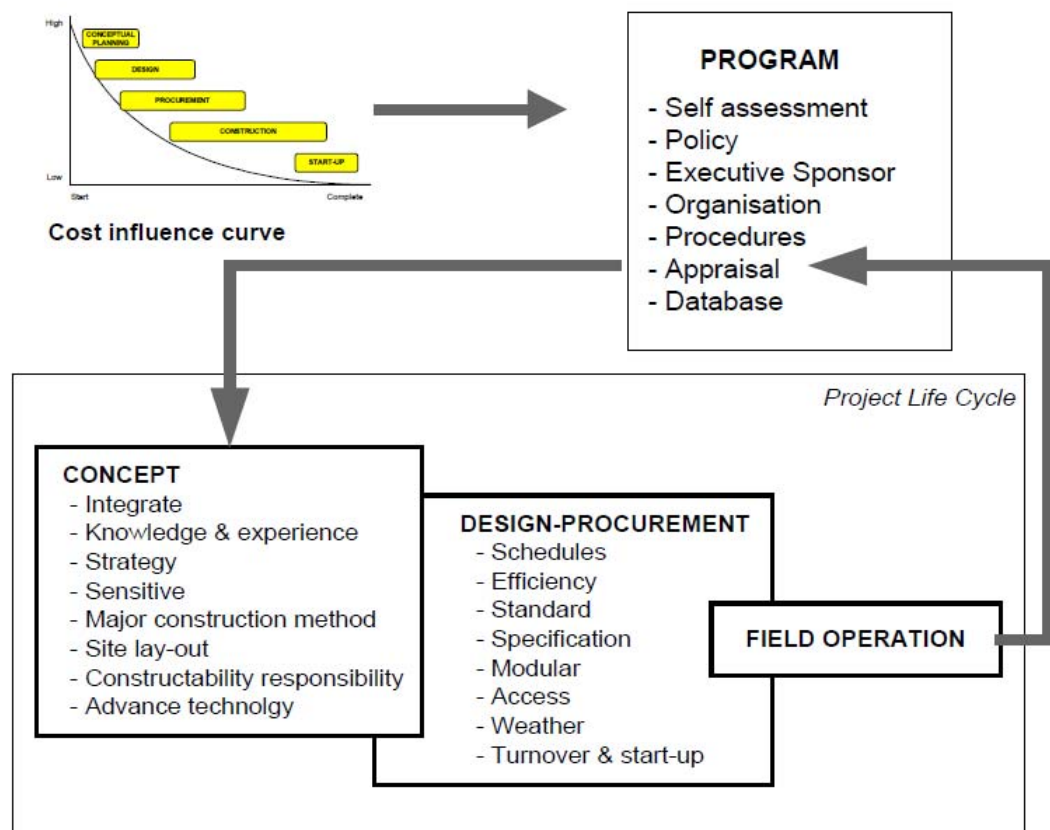 High
CONCEPTUAL
PLANNING
DESIGN
PROCUREMENT
CONSTRUCTION
START-UP
Low
Start
Complete
Cost influence curve
PROGRAM
- Self assessment
- Policy
- Executive Sponsor
- Organisation
- Procedures
- Appraisal
- Database
Project Life Cycle
CONCEPT
- Integrate
- Knowledge & experience
- Strategy
- Sensitive
- Major construction method
- Site lay-out
- Constructability responsibility
- Advance technolgy
DESIGN-PROCUREMENT
- Schedules
- Efficiency
- Standard
- Specification
- Modular
- Access
- Weather
- Turnover & start-up
FIELD OPERATION